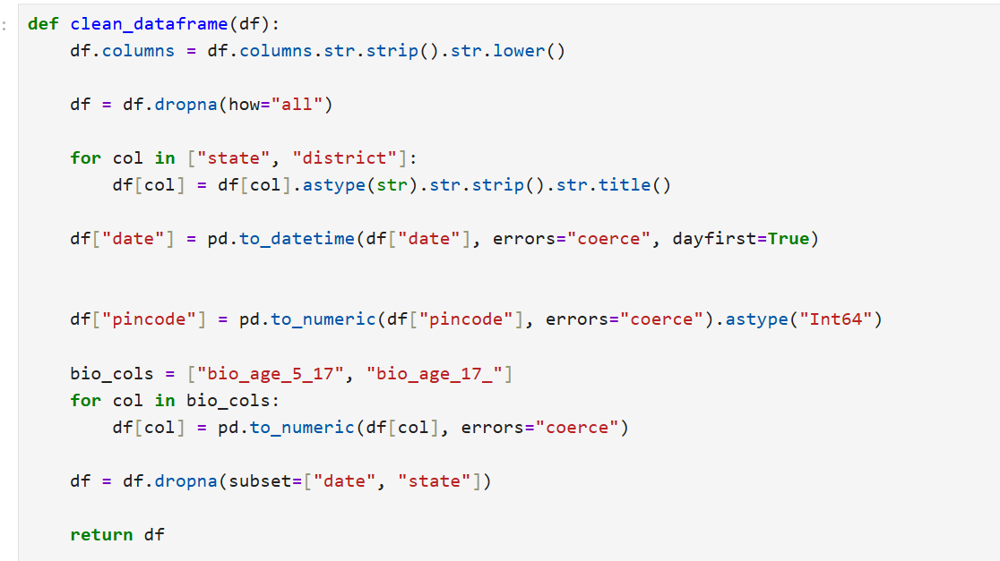 :
def clean_dataframe(df):
    df.columns = df.columns.str.strip().str.lower()
    df = df.dropna(how="all")
    for col in ["state", "district"]:
        df[col] = df[col].astype(str).str.strip().str.title()
    df["date"] = pd.to_datetime(df["date"], errors="coerce", dayfirst=True)
    df["pincode"] = pd.to_numeric(df["pincode"], errors="coerce").astype("Int64")
    bio_cols = ["bio_age_5_17", "bio_age_17_"]
    for col in bio_cols:
        df[col] = pd.to_numeric(df[col], errors="coerce")
    df = df.dropna(subset=["date", "state"])
    return df